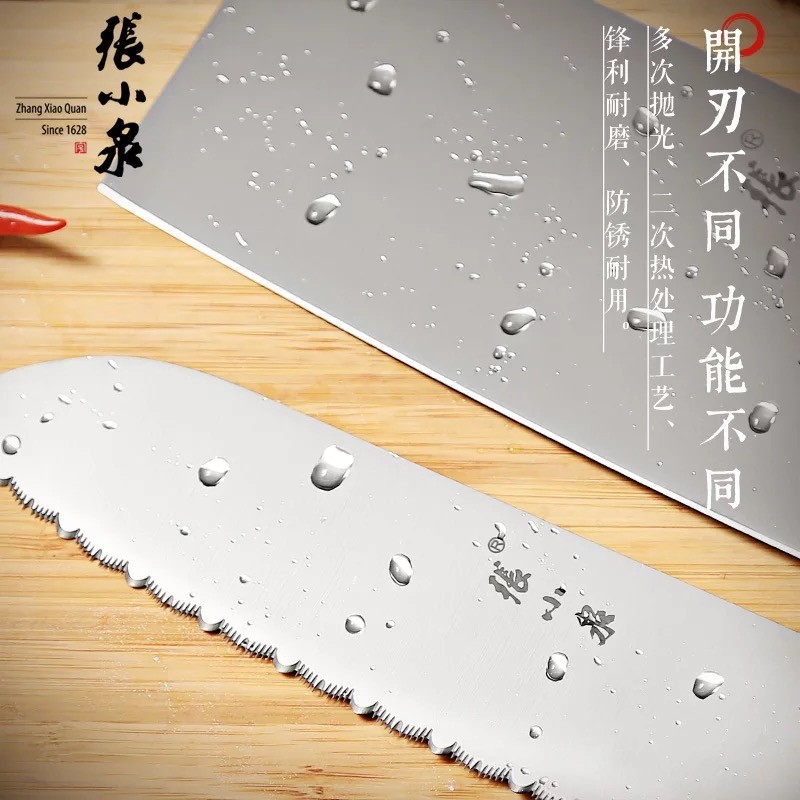 張小泉
Zhang Xiao Quan
Since 1628
開刃不同 功能不同
多次抛光、二次热处理工艺、
锋利耐磨、防锈耐用。
張
®
®
張小泉